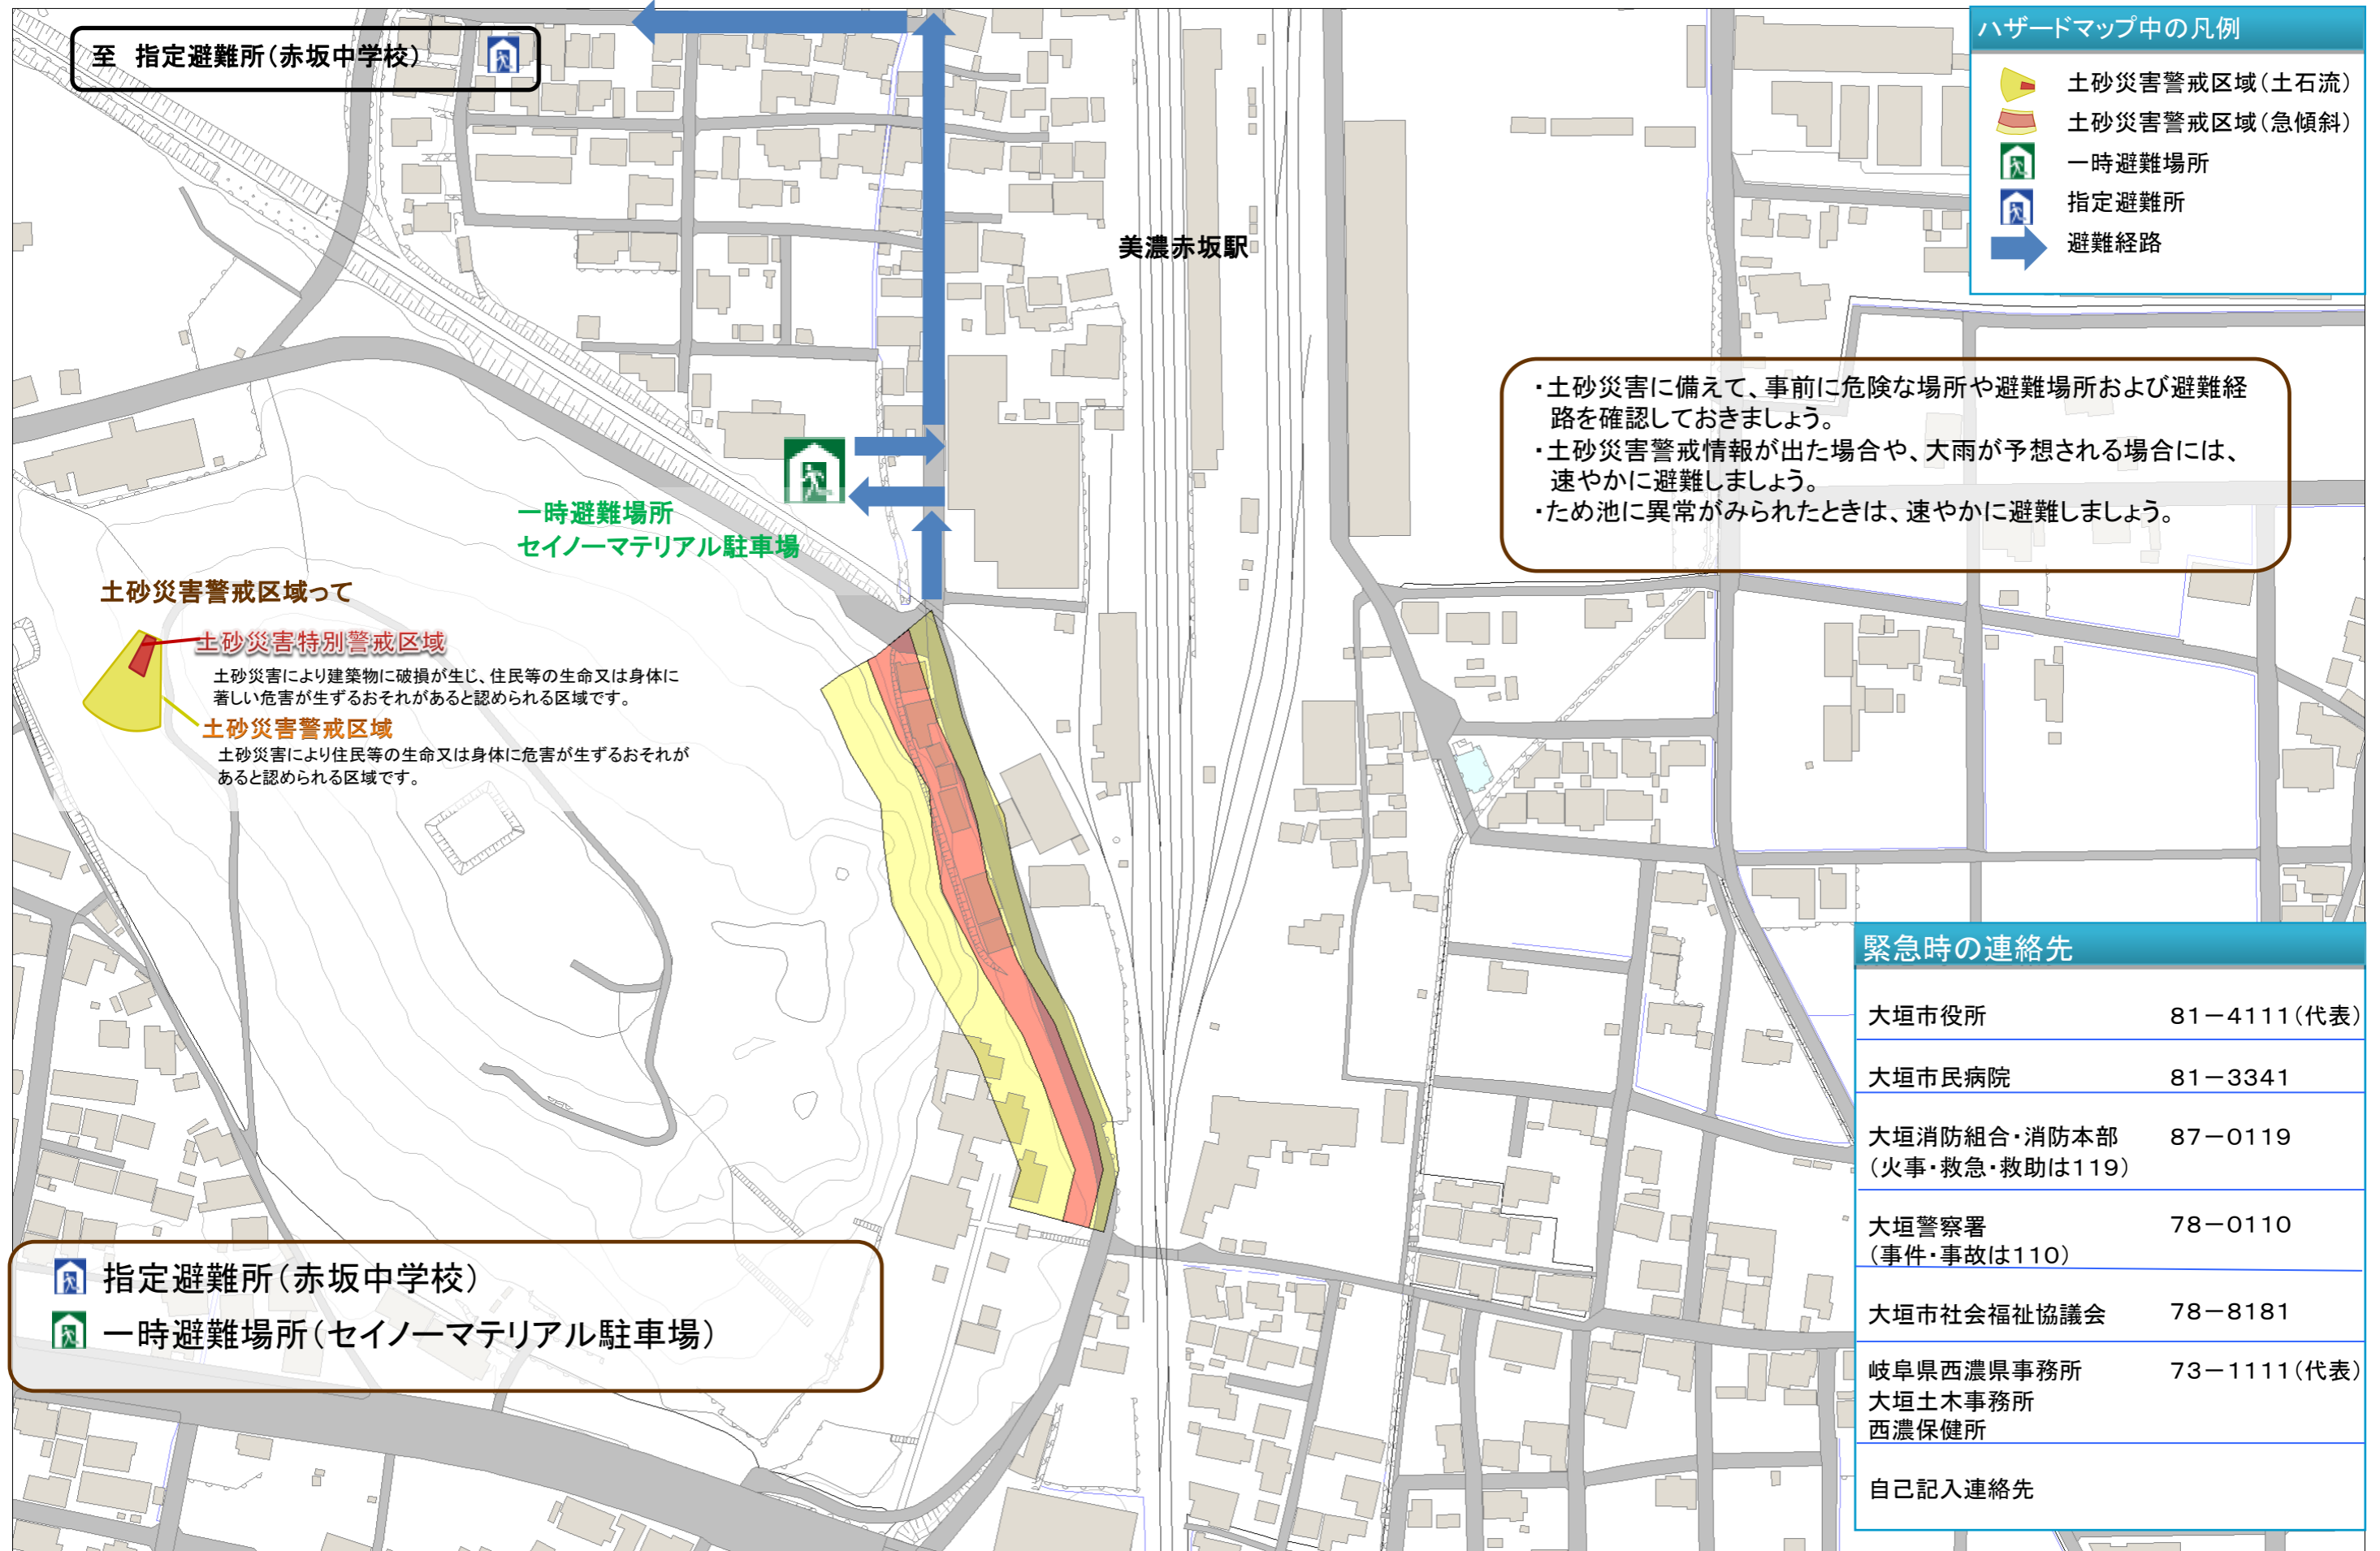 至 指定避難所(赤坂中学校)
ハザードマップ中の凡例
土砂災害警戒区域(土石流)
土砂災害警戒区域(急傾斜)
一時避難場所
指定避難所
避難経路
美濃赤坂駅
・土砂災害に備えて、事前に危険な場所や避難場所および避難経
路を確認しておきましょう。
・土砂災害警戒情報が出た場合や、大雨が予想される場合には、
速やかに避難しましょう。
・ため池に異常がみられたときは、速やかに避難しましょう。
一時避難場所
セイノーマテリアル駐車場
土砂災害警戒区域って
土砂災害特別警戒区域
土砂災害により建築物に破損が生じ、住民等の生命又は身体に
著しい危害が生ずるおそれがあると認められる区域です。
土砂災害警戒区域
土砂災害により住民等の生命又は身体に危害が生ずるおそれが
あると認められる区域です。
指定避難所(赤坂中学校)
一時避難場所(セイノーマテリアル駐車場)
緊急時の連絡先
大垣市役所 81-4111(代表)
大垣市民病院 81-3341
大垣消防組合・消防本部 87-0119
(火事・救急・救助は119)
大垣警察署 78-0110
(事件・事故は110)
大垣市社会福祉協議会 78-8181
岐阜県西濃県事務所 73-1111(代表)
大垣土木事務所
西濃保健所
自己記入連絡先